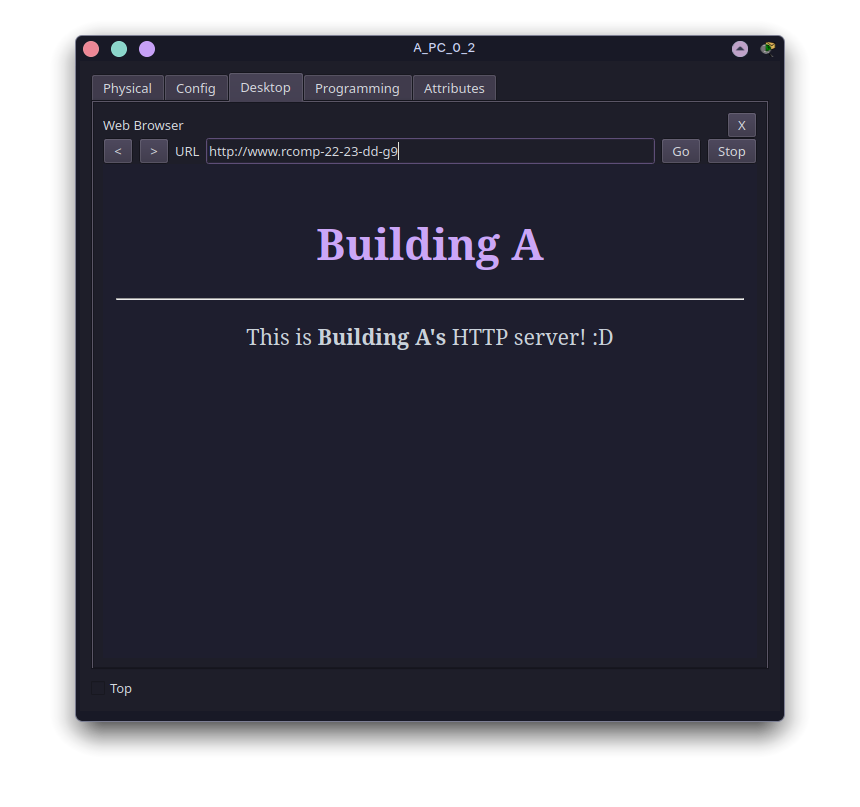 A_PC_0_2
Physical Config Desktop Programming Attributes
Web Browser X
< > URL http://www.rcomp-22-23-dd-g9 Go Stop
Building A
This is Building A's HTTP server! :D
Top